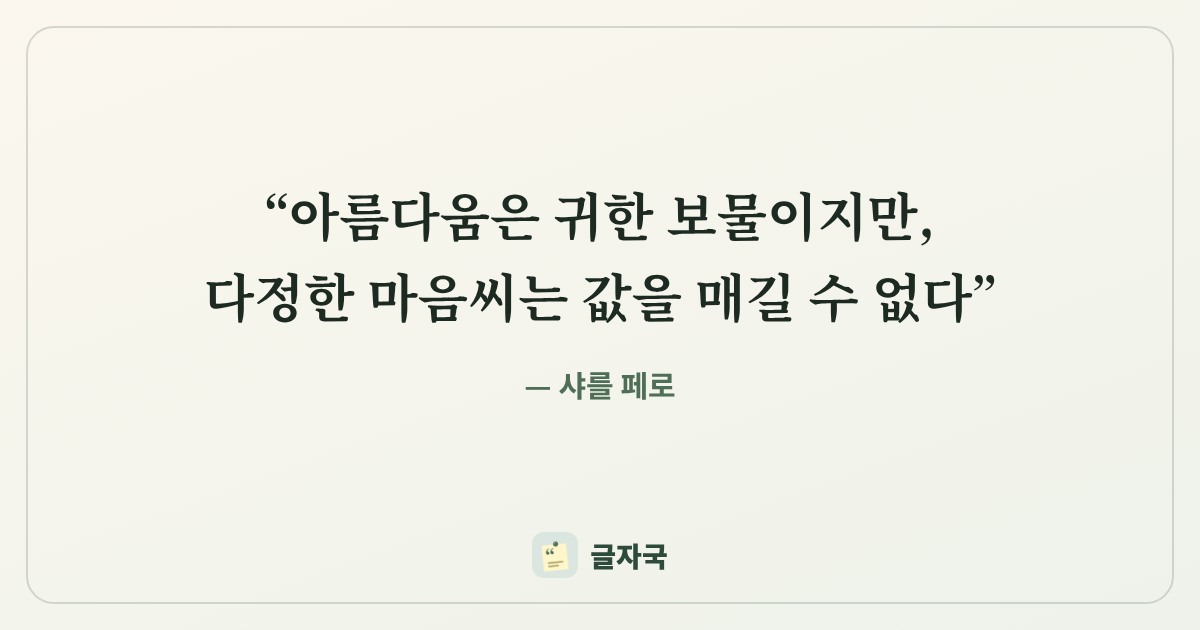 “아름다움은 귀한 보물이지만,
다정한 마음씨는 값을 매길 수 없다”
— 샤를 페로
글자국